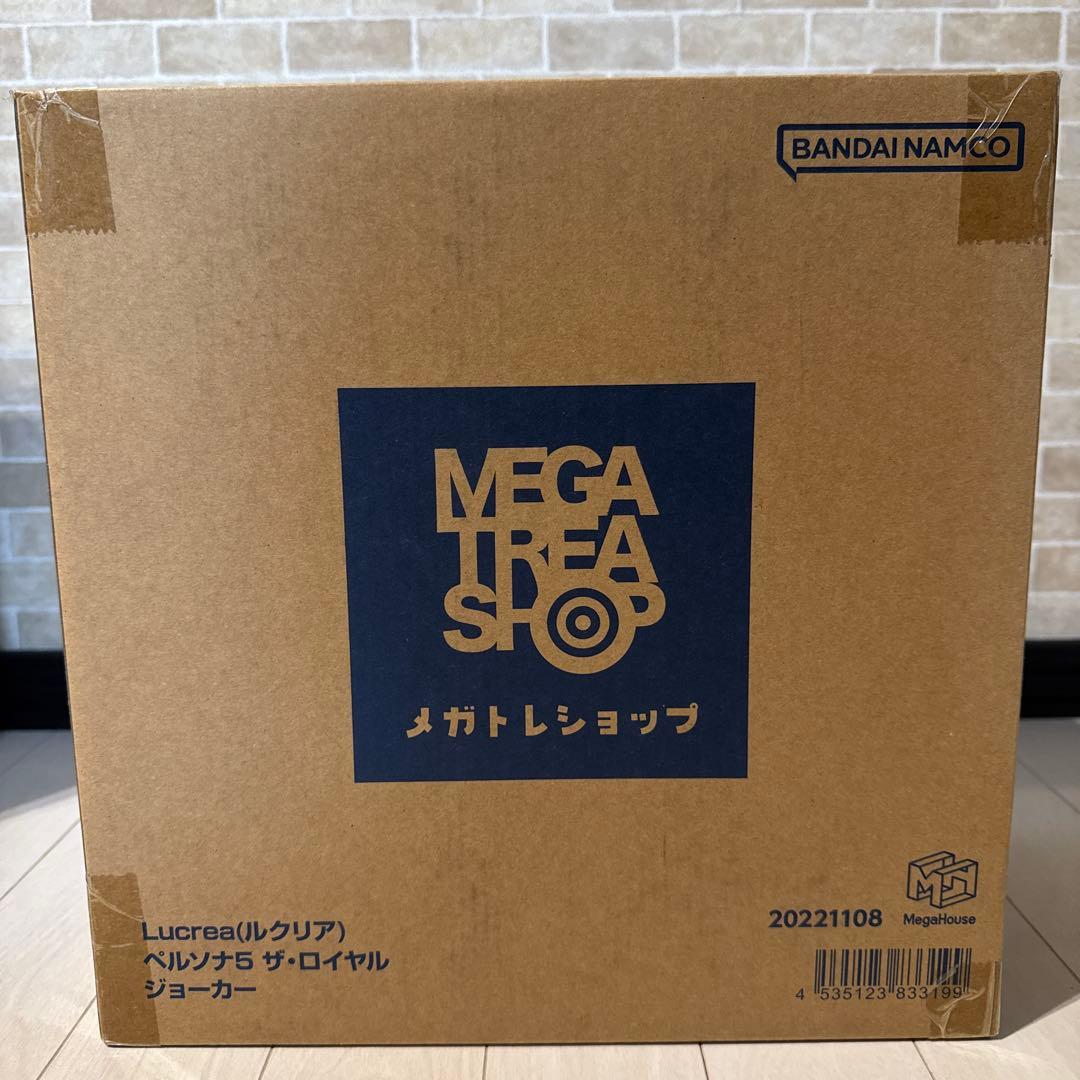 BANDAI NAMCO
MEGA
TREA
SHOP
メガトレショップ
Lucrea(ルクリア)
ペルソナ5 ザ・ロイヤル
ジョーカー
20221108
MegaHouse
4 535123 833199